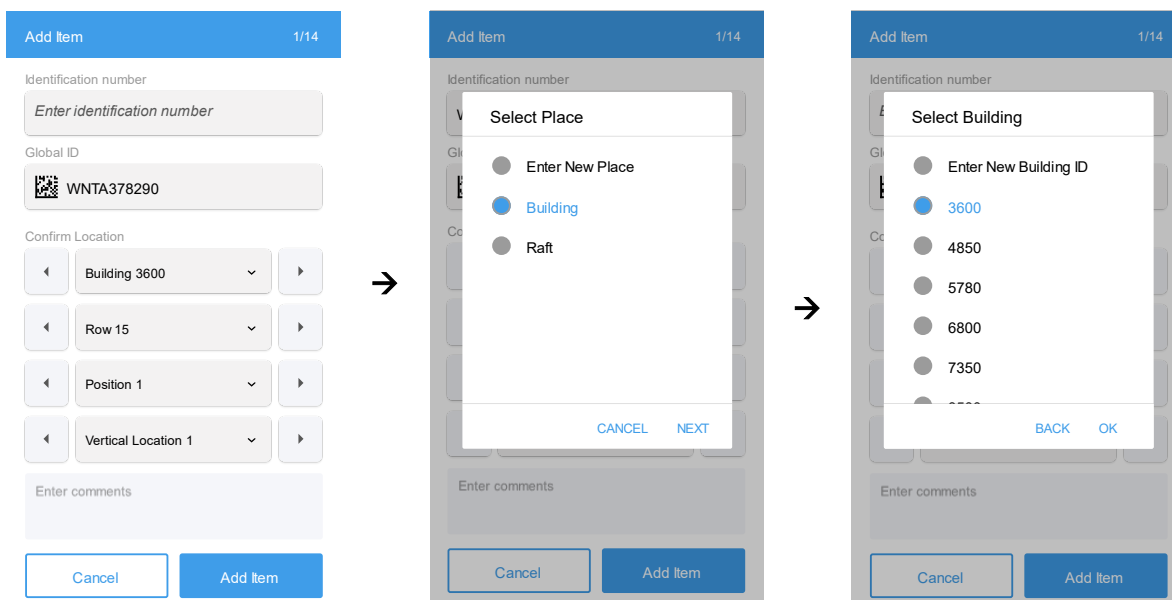 Add Item 1/14
Identification number
Enter identification number
Global ID
WNTA378290
Confirm Location
Building 3600
Row 15
Position 1
Vertical Location 1
Enter comments
Cancel Add Item
Add Item 1/14
Identification number
Select Place
Enter New Place
Building
Raft
CANCEL NEXT
Enter comments
Cancel Add Item
Add Item 1/14
Identification number
Select Building
Enter New Building ID
3600
4850
5780
6800
7350
BACK OK
Enter comments
Cancel Add Item